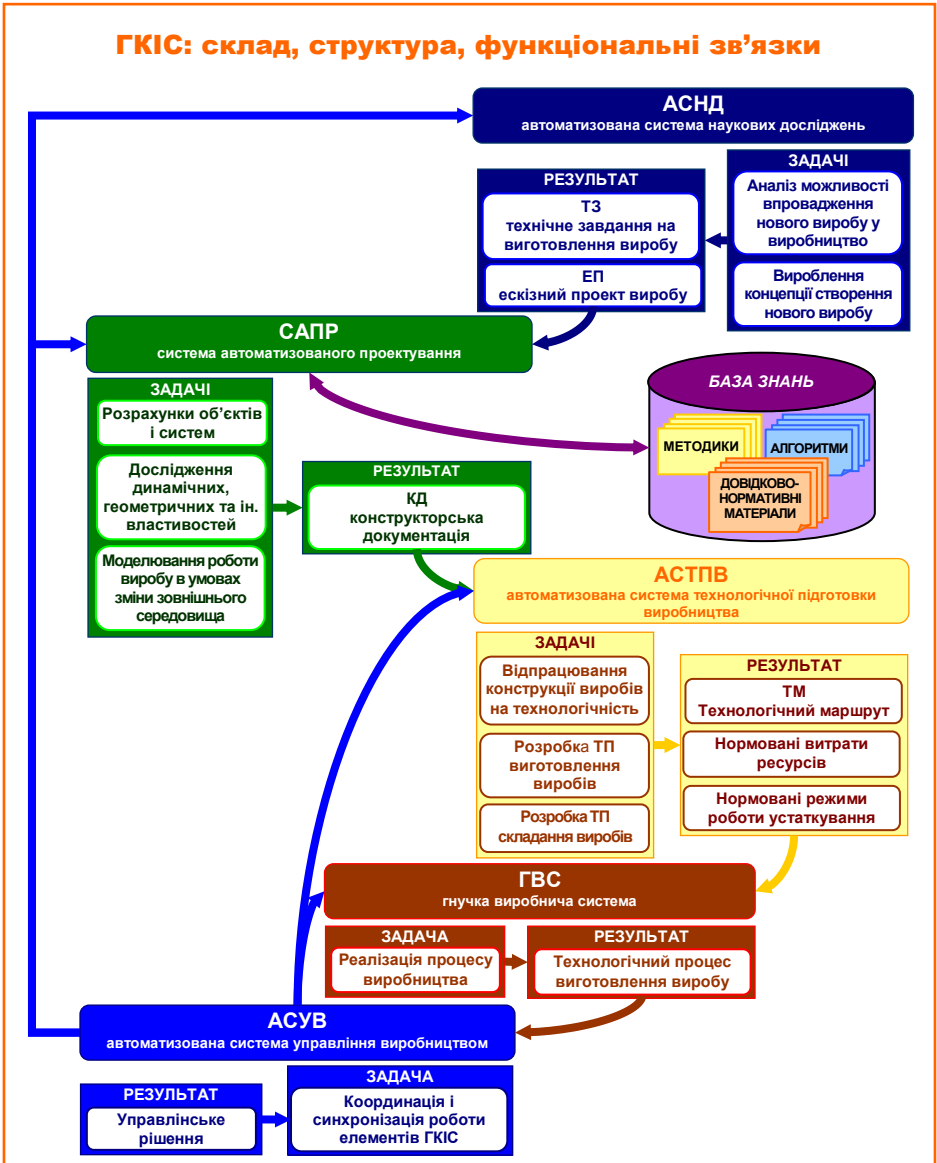 ГКІС: склад, структура, функціональні зв’язки
АСНД
автоматизована система наукових досліджень
ЗАДАЧІ
Аналіз можливості
впровадження
нового виробу у
виробництво
Вироблення
концепції створення
нового виробу
РЕЗУЛЬТАТ
ТЗ
технічне завдання на
виготовлення виробу
ЕП
ескізний проект виробу
САПР
система автоматизованого проектування
ЗАДАЧІ
Розрахунки об’єктів
і систем
Дослідження
динамічних,
геометричних та ін.
властивостей
Моделювання роботи
виробу в умовах
зміни зовнішнього
середовища
РЕЗУЛЬТАТ
КД
конструкторська
документація
БАЗА ЗНАНЬ
МЕТОДИКИ
АЛГОРИТМИ
ДОВІДКОВО-
НОРМАТИВНІ
МАТЕРІАЛИ
АСТПВ
автоматизована система технологічної підготовки
виробництва
ЗАДАЧІ
Відпрацювання
конструкції виробів
на технологічність
Розробка ТП
виготовлення
виробів
Розробка ТП
складання виробів
РЕЗУЛЬТАТ
ТМ
Технологічний маршрут
Нормовані витрати
ресурсів
Нормовані режими
роботи устаткування
ГВС
гнучка виробнича система
ЗАДАЧА
Реалізація процесу
виробництва
РЕЗУЛЬТАТ
Технологічний процес
виготовлення виробу
АСУВ
автоматизована система управління виробництвом
РЕЗУЛЬТАТ
Управлінське
рішення
ЗАДАЧА
Координація і
синхронізація роботи
елементів ГКІС